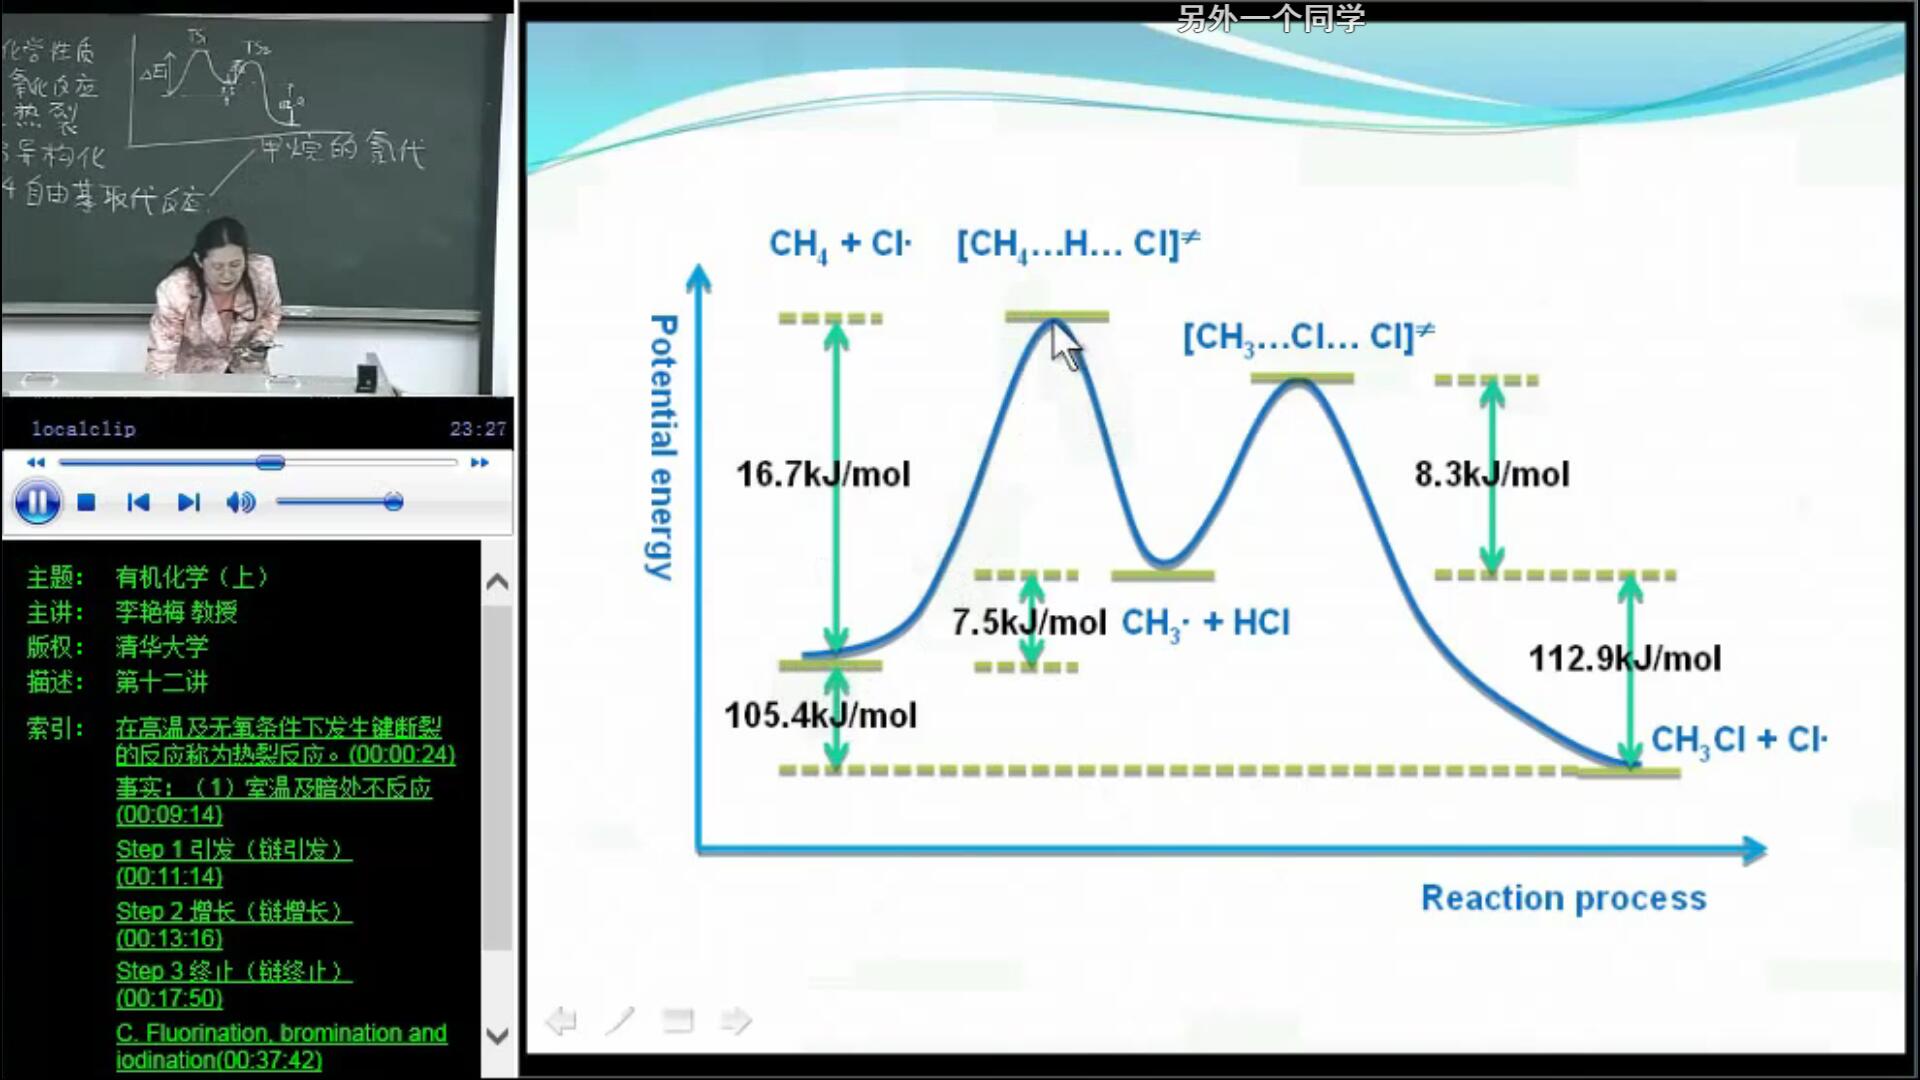 另外一个同学
化学性质
氧化反应
热裂
异构化
4 自由基取代反应
TS₁
TS₂
ΔE
甲烷的氯代
localclip
23:27
主题: 有机化学（上）
主讲: 李艳梅 教授
版权: 清华大学
描述: 第十二讲
索引: 在高温及无氧条件下发生键断裂
的反应称为热裂反应。(00:00:24)
事实:（1）室温及暗处不反应
(00:09:14)
Step 1 引发（链引发）
(00:11:14)
Step 2 增长（链增长）
(00:13:16)
Step 3 终止（链终止）
(00:17:50)
C. Fluorination, bromination and
iodination(00:37:42)
CH₄ + Cl· [CH₄...H... Cl]≠
[CH₃...Cl... Cl]≠
Potential energy
16.7kJ/mol
8.3kJ/mol
7.5kJ/mol
CH₃· + HCl
112.9kJ/mol
105.4kJ/mol
CH₃Cl + Cl·
Reaction process